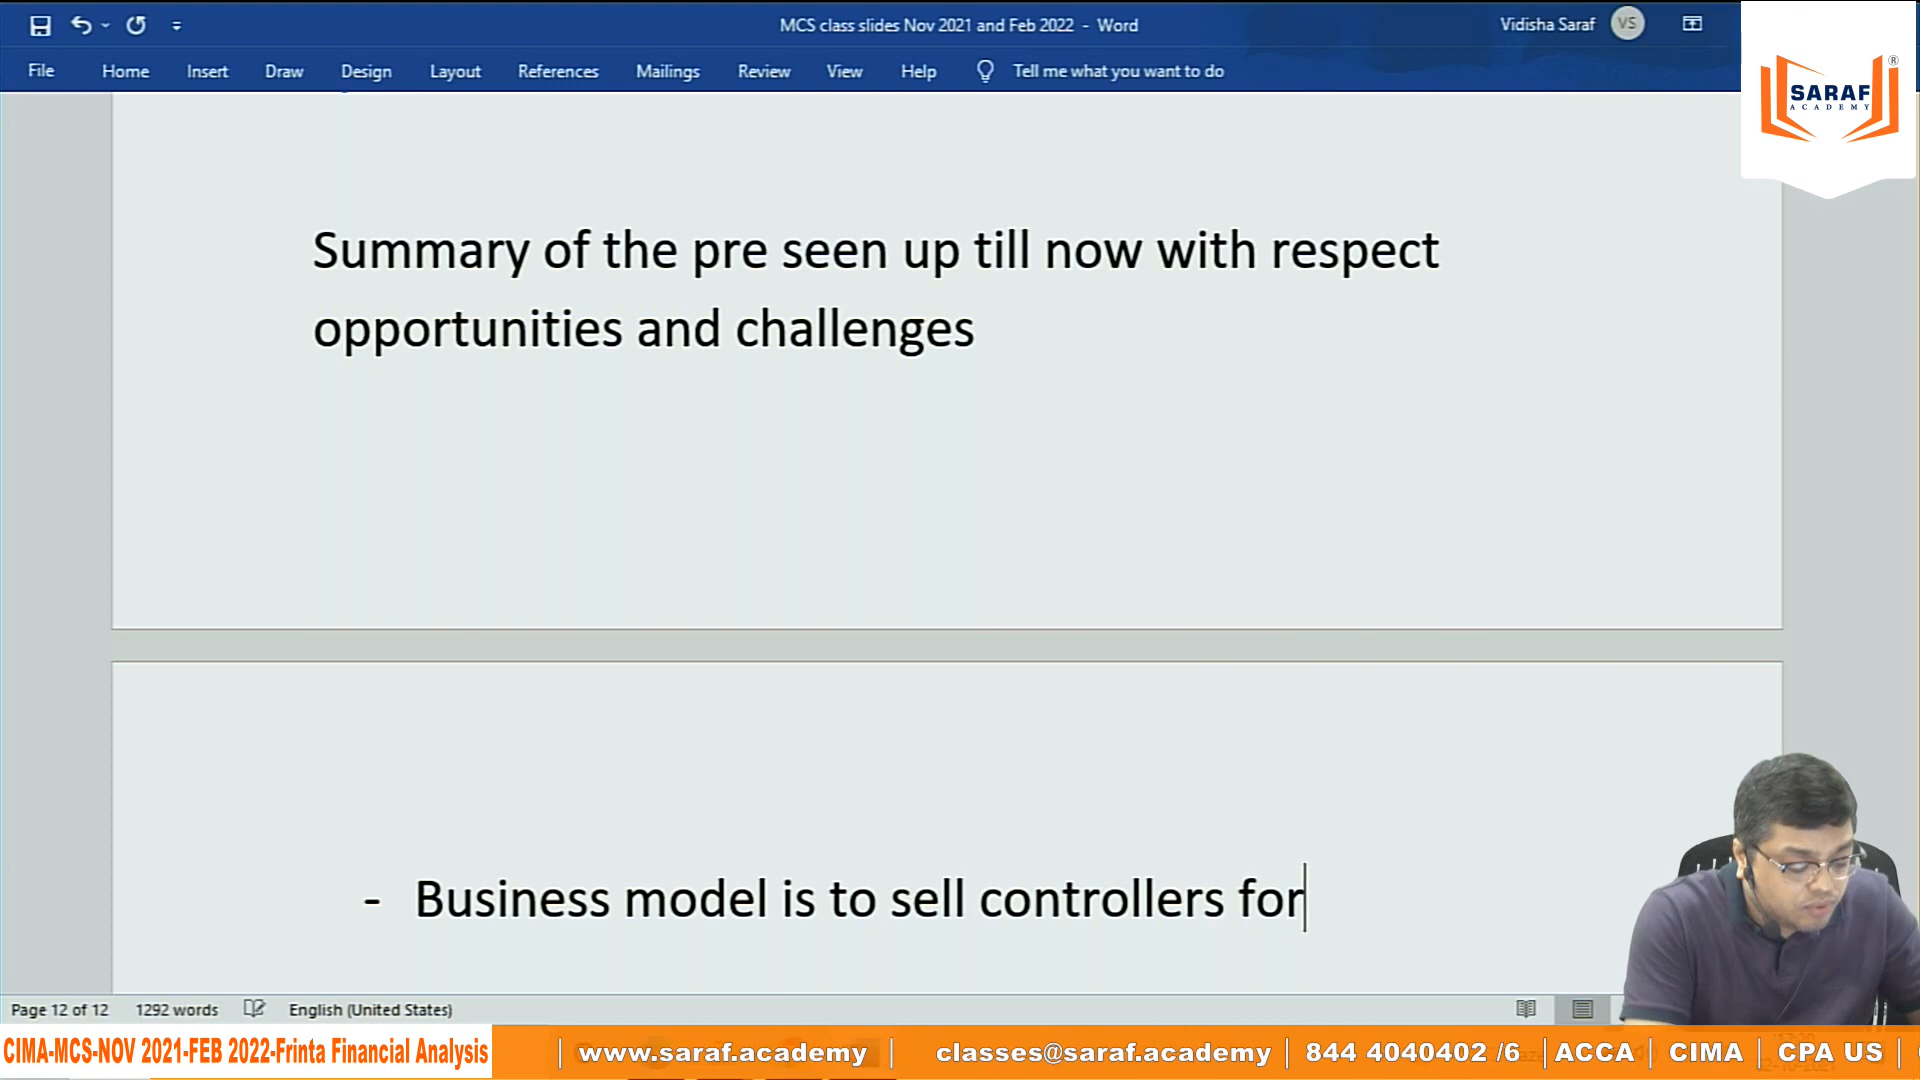 MCS class slides Nov 2021 and Feb 2022 - Word
Vidisha Saraf
VS
File
Home
Insert
Draw
Design
Layout
References
Mailings
Review
View
Help
Tell me what you want to do
SARAF
ACADEMY
®
Summary of the pre seen up till now with respect
opportunities and challenges
- Business model is to sell controllers for
Page 12 of 12
1292 words
English (United States)
CIMA-MCS-NOV 2021-FEB 2022-Frinta Financial Analysis
| www.saraf.academy |
classes@saraf.academy | 844 4040402 /6 | ACCA | CIMA | CPA US |